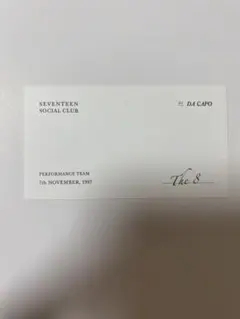 SEVENTEEN
SOCIAL CLUB
DA CAPO
PERFORMANCE TEAM
7th NOVEMBER, 1997
The 8